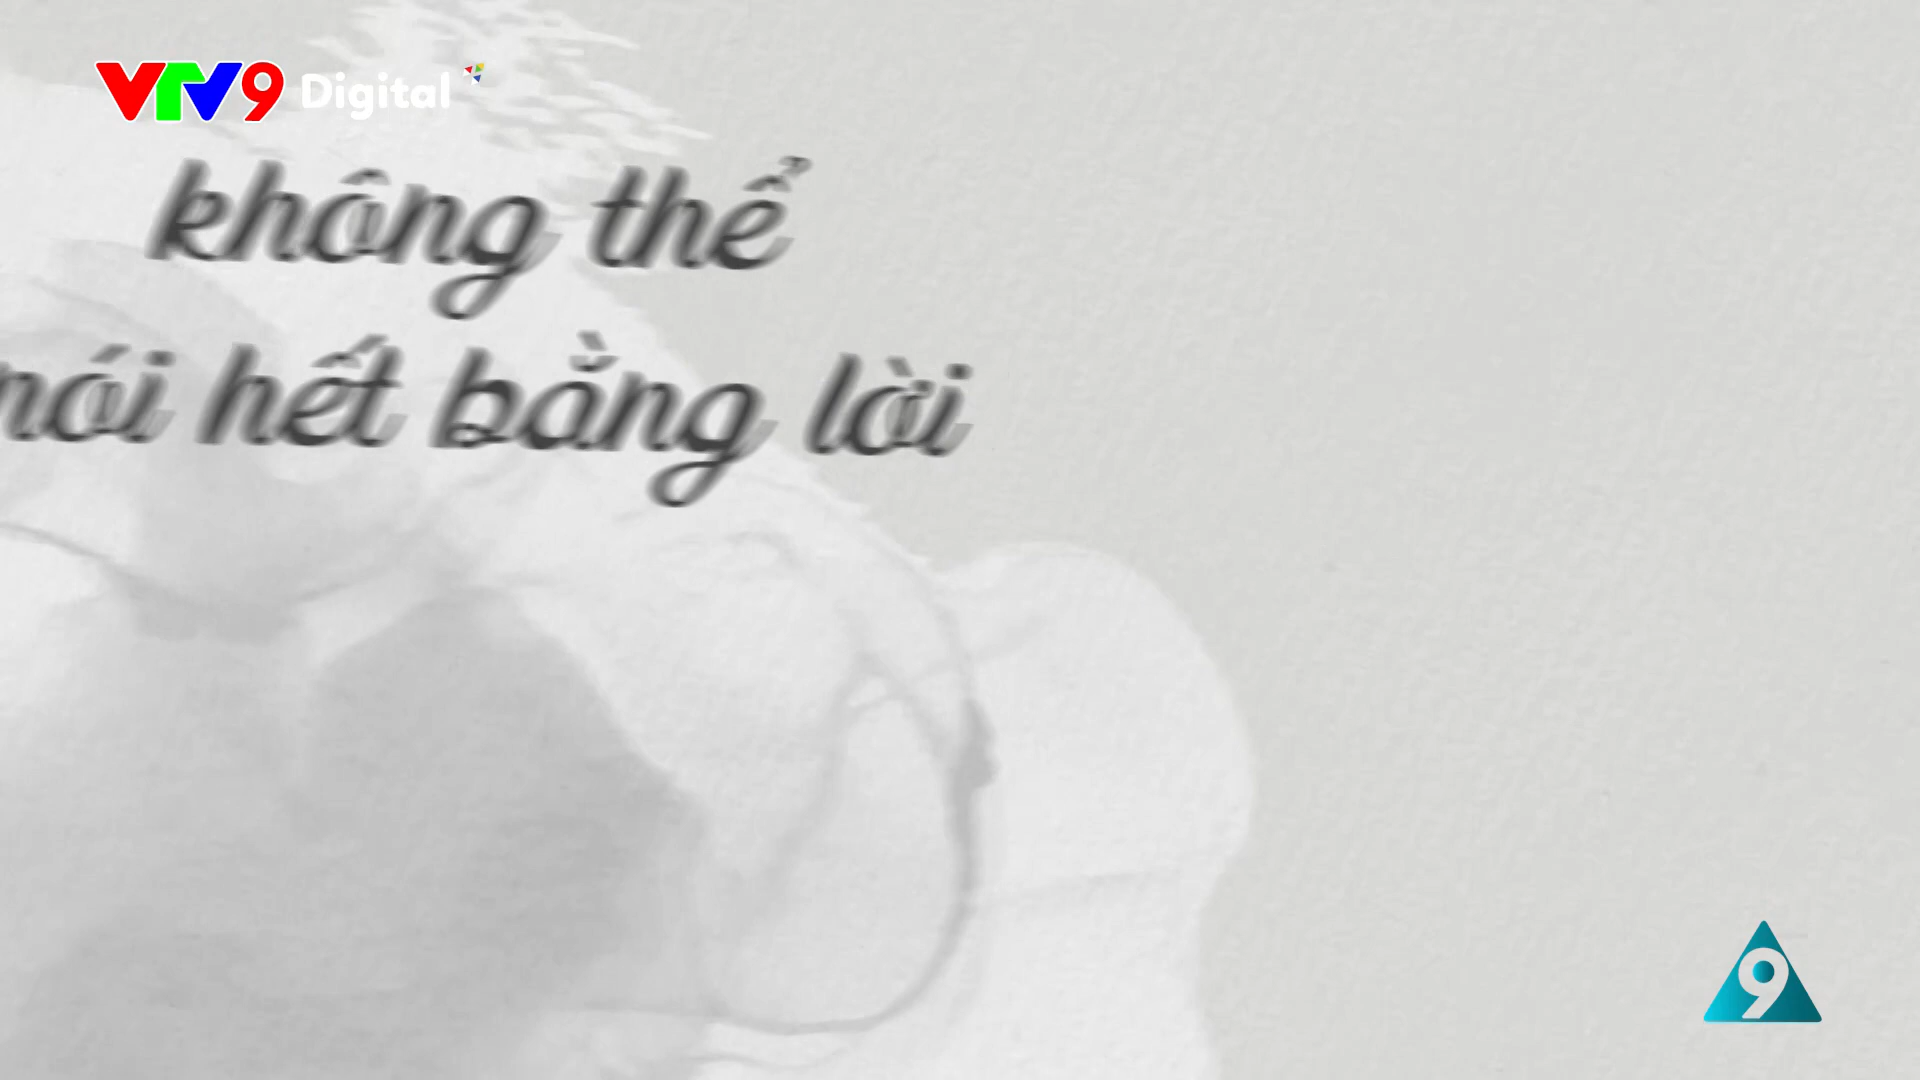 VTV9 Digital
không thể
nói hết bằng lời
9